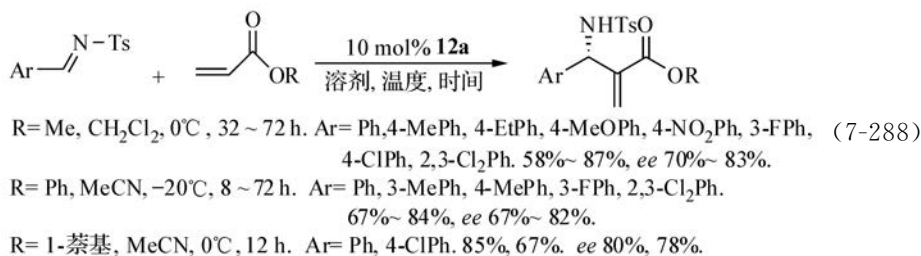 N–Ts
Ar
+
O
OR
10 mol% 12a
溶剂, 温度, 时间
NHTsO
Ar
OR
R= Me, CH₂Cl₂, 0℃, 32 ~ 72 h. Ar= Ph,4-MePh, 4-EtPh, 4-MeOPh, 4-NO₂Ph, 3-FPh, (7-288)
4-ClPh, 2,3-Cl₂Ph. 58%~ 87%, ee 70%~ 83%.
R= Ph, MeCN, −20℃, 8 ~72 h. Ar= Ph, 3-MePh, 4-MePh, 3-FPh, 2,3-Cl₂Ph.
67%~ 84%, ee 67%~ 82%.
R= 1-萘基, MeCN, 0℃, 12 h. Ar= Ph, 4-ClPh. 85%, 67%. ee 80%, 78%.